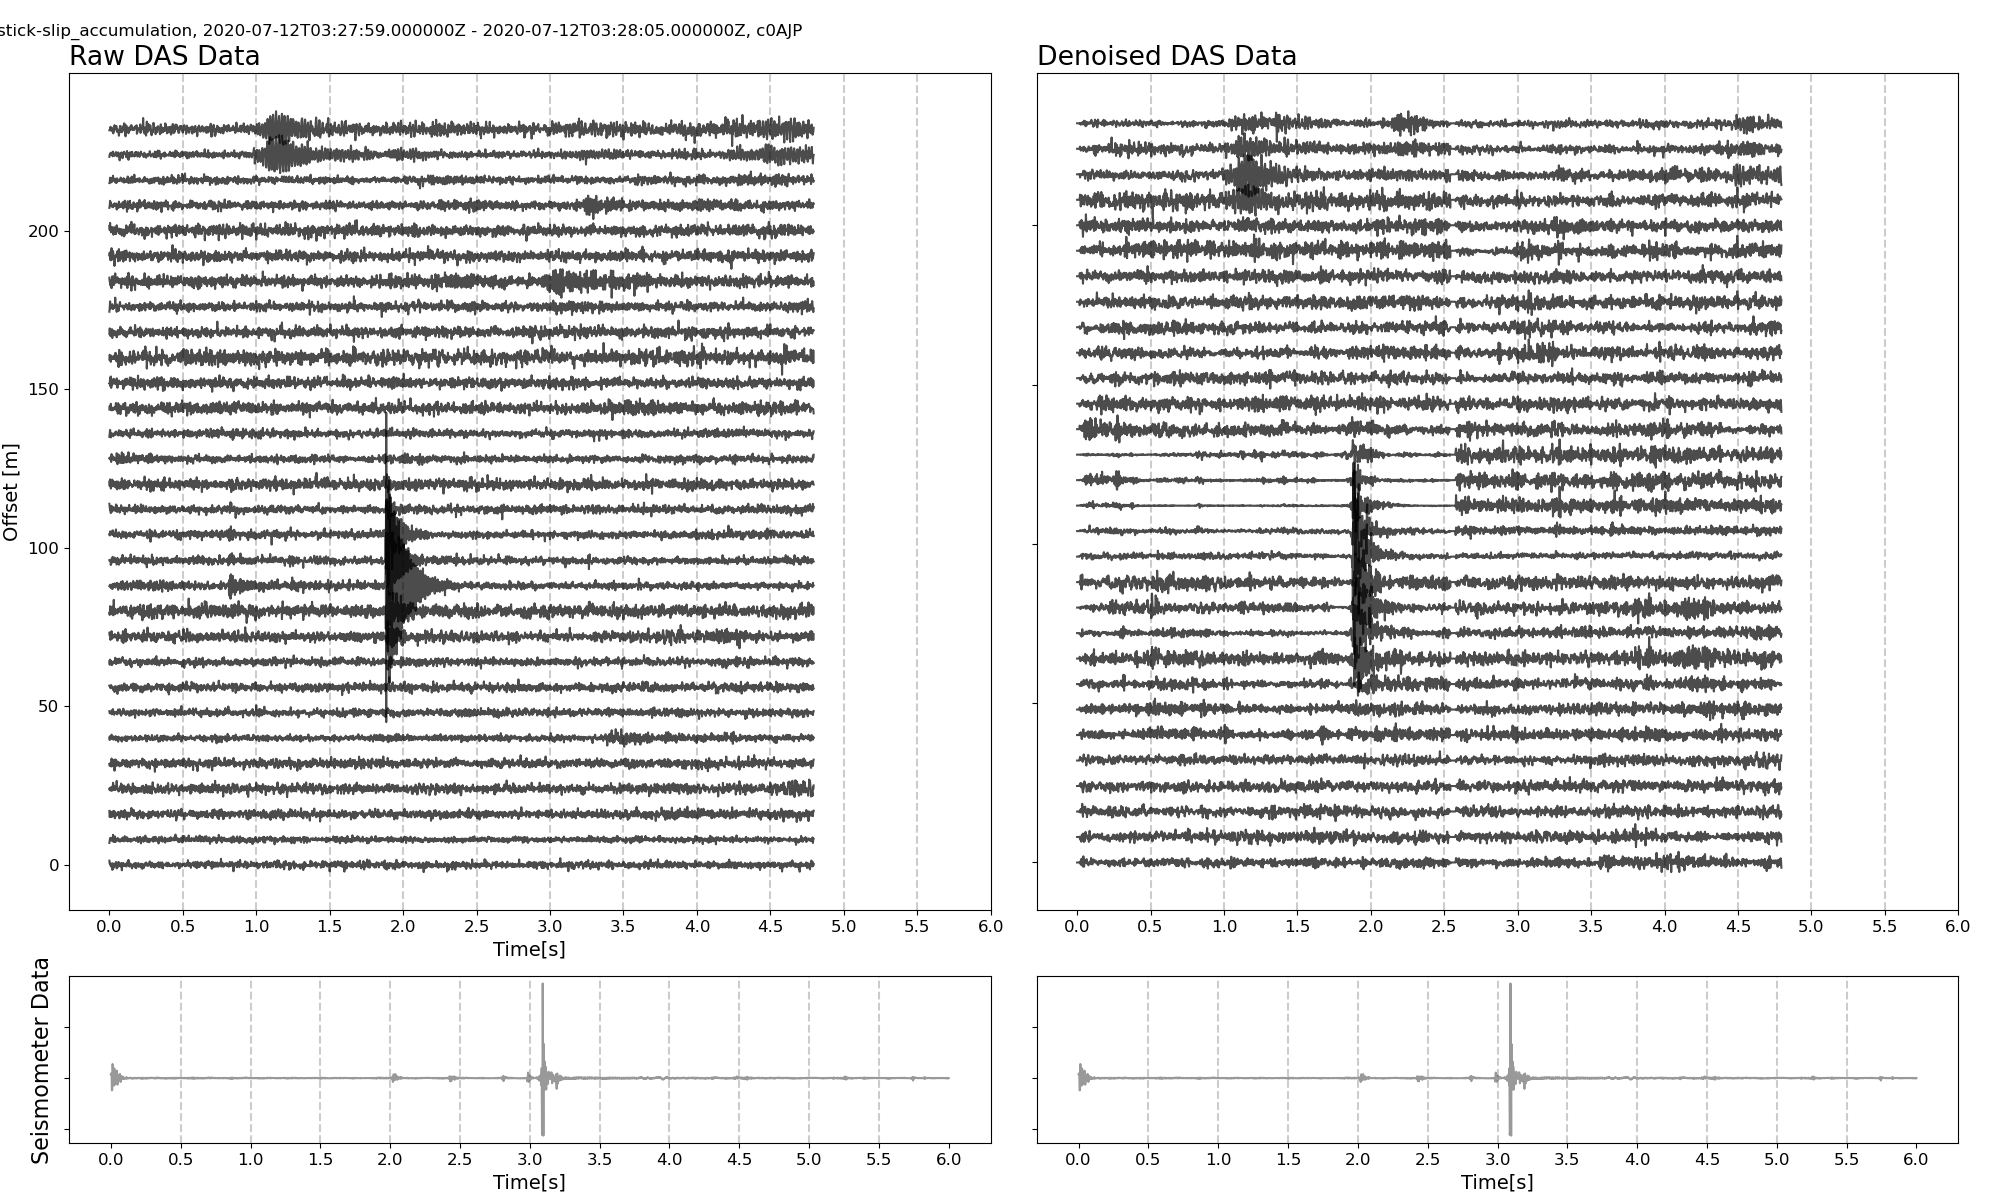 stick-slip_accumulation, 2020-07-12T03:27:59.000000Z - 2020-07-12T03:28:05.000000Z, c0AJP
Raw DAS Data
Denoised DAS Data
Offset [m]
200
150
100
50
0
0.0 0.5 1.0 1.5 2.0 2.5 3.0 3.5 4.0 4.5 5.0 5.5 6.0
Time[s]
0.0 0.5 1.0 1.5 2.0 2.5 3.0 3.5 4.0 4.5 5.0 5.5 6.0
Seismometer Data
0.0 0.5 1.0 1.5 2.0 2.5 3.0 3.5 4.0 4.5 5.0 5.5 6.0
Time[s]
0.0 0.5 1.0 1.5 2.0 2.5 3.0 3.5 4.0 4.5 5.0 5.5 6.0
Time[s]